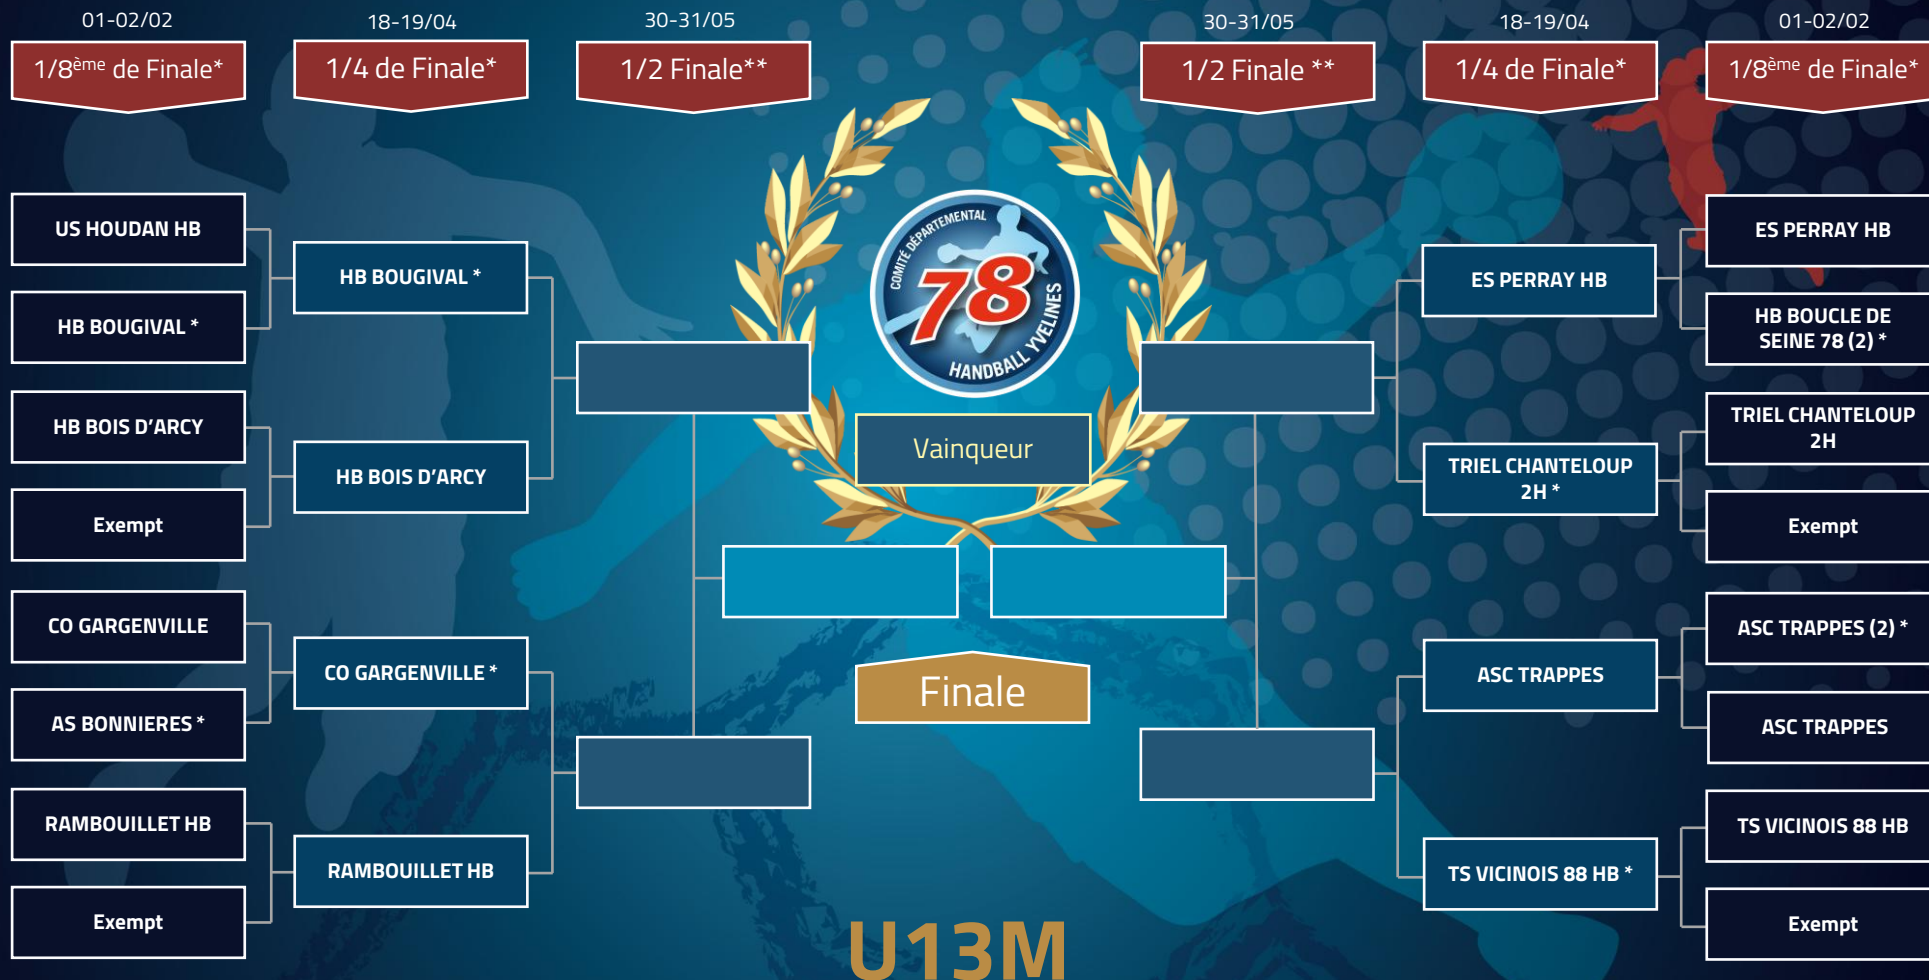 01-02/02
18-19/04
30-31/05
30-31/05
18-19/04
01-02/02
1/8ème de Finale*
1/4 de Finale*
1/2 Finale**
1/2 Finale **
1/4 de Finale*
1/8ème de Finale*
US HOUDAN HB
HB BOUGIVAL *
HB BOIS D'ARCY
Exempt
CO GARGENVILLE
AS BONNIERES *
RAMBOUILLET HB
Exempt
HB BOUGIVAL *
HB BOIS D'ARCY
CO GARGENVILLE *
RAMBOUILLET HB
COMITÉ DÉPARTEMENTAL
78
HANDBALL YVELINES
Vainqueur
Finale
U13M
ES PERRAY HB
TRIEL CHANTELOUP
2H *
ASC TRAPPES
TS VICINOIS 88 HB *
ES PERRAY HB
HB BOUCLE DE
SEINE 78 (2) *
TRIEL CHANTELOUP
2H
Exempt
ASC TRAPPES (2) *
ASC TRAPPES
TS VICINOIS 88 HB
Exempt